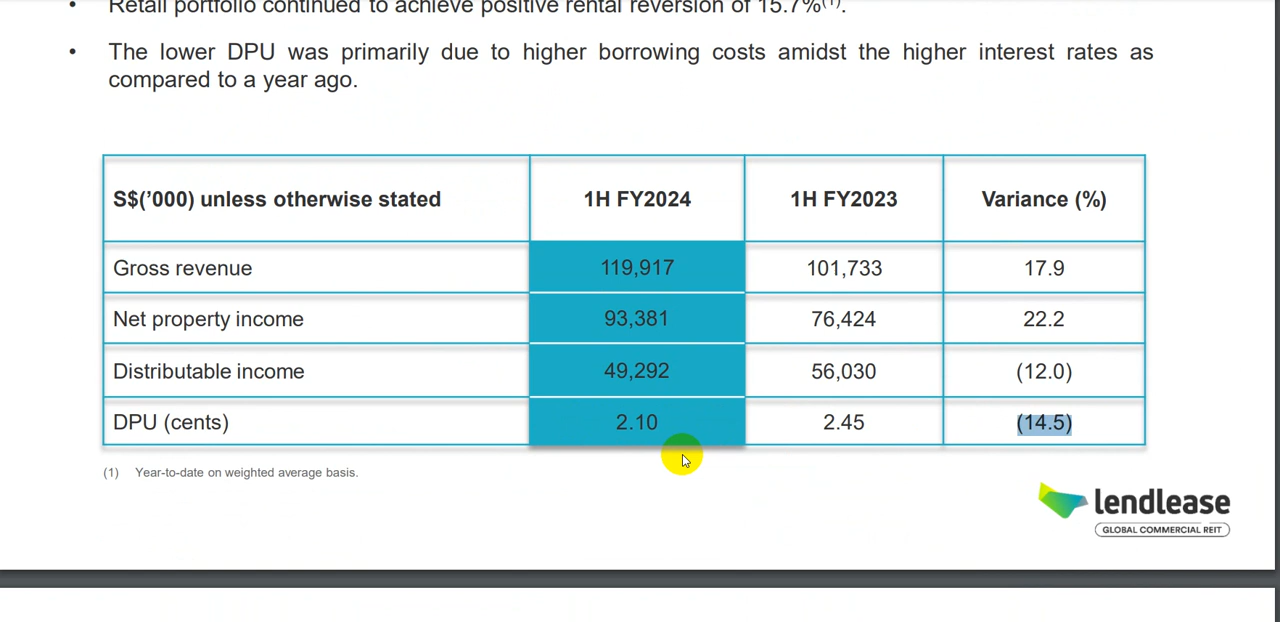 • Retail portfolio continued to achieve positive rental reversion of 15.7%⁽¹⁾.
• The lower DPU was primarily due to higher borrowing costs amidst the higher interest rates as
compared to a year ago.
S$('000) unless otherwise stated 1H FY2024 1H FY2023 Variance (%)
Gross revenue 119,917 101,733 17.9
Net property income 93,381 76,424 22.2
Distributable income 49,292 56,030 (12.0)
DPU (cents) 2.10 2.45 (14.5)
(1) Year-to-date on weighted average basis.
lendlease
GLOBAL COMMERCIAL REIT